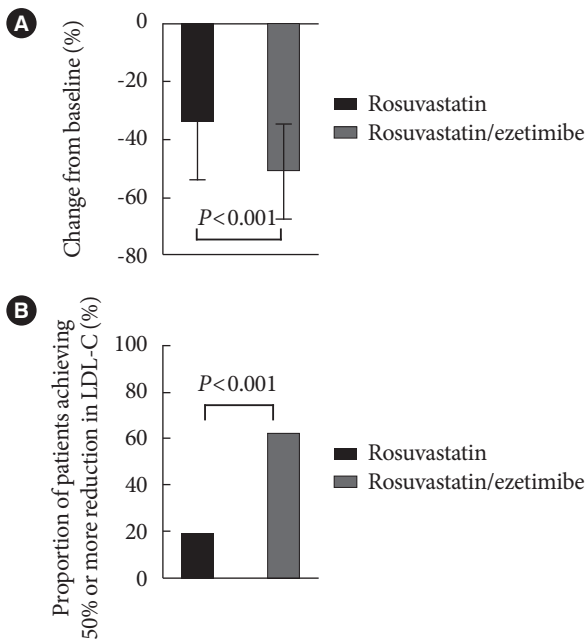 A
Change from baseline (%)
0
-20
-40
-60
-80
P<0.001
Rosuvastatin
Rosuvastatin/ezetimibe
B
Proportion of patients achieving
50% or more reduction in LDL-C (%)
100
80
60
40
20
0
P<0.001
Rosuvastatin
Rosuvastatin/ezetimibe